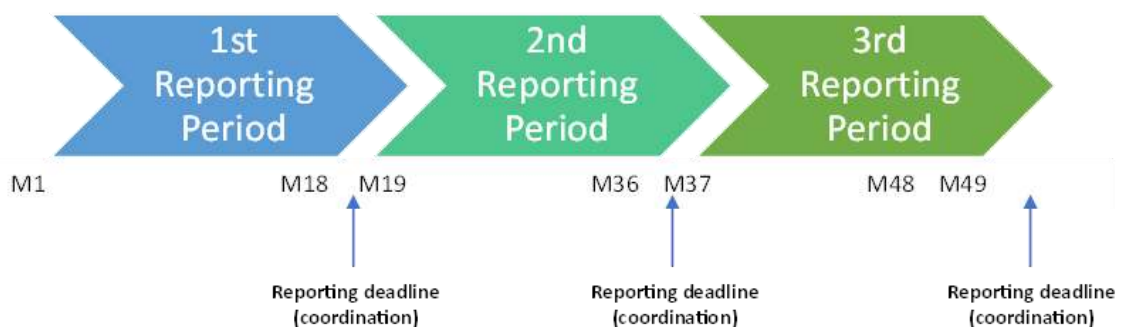 1st
Reporting
Period
2nd
Reporting
Period
3rd
Reporting
Period
M1
M18
M19
M36
M37
M48
M49
Reporting deadline
(coordination)
Reporting deadline
(coordination)
Reporting deadline
(coordination)